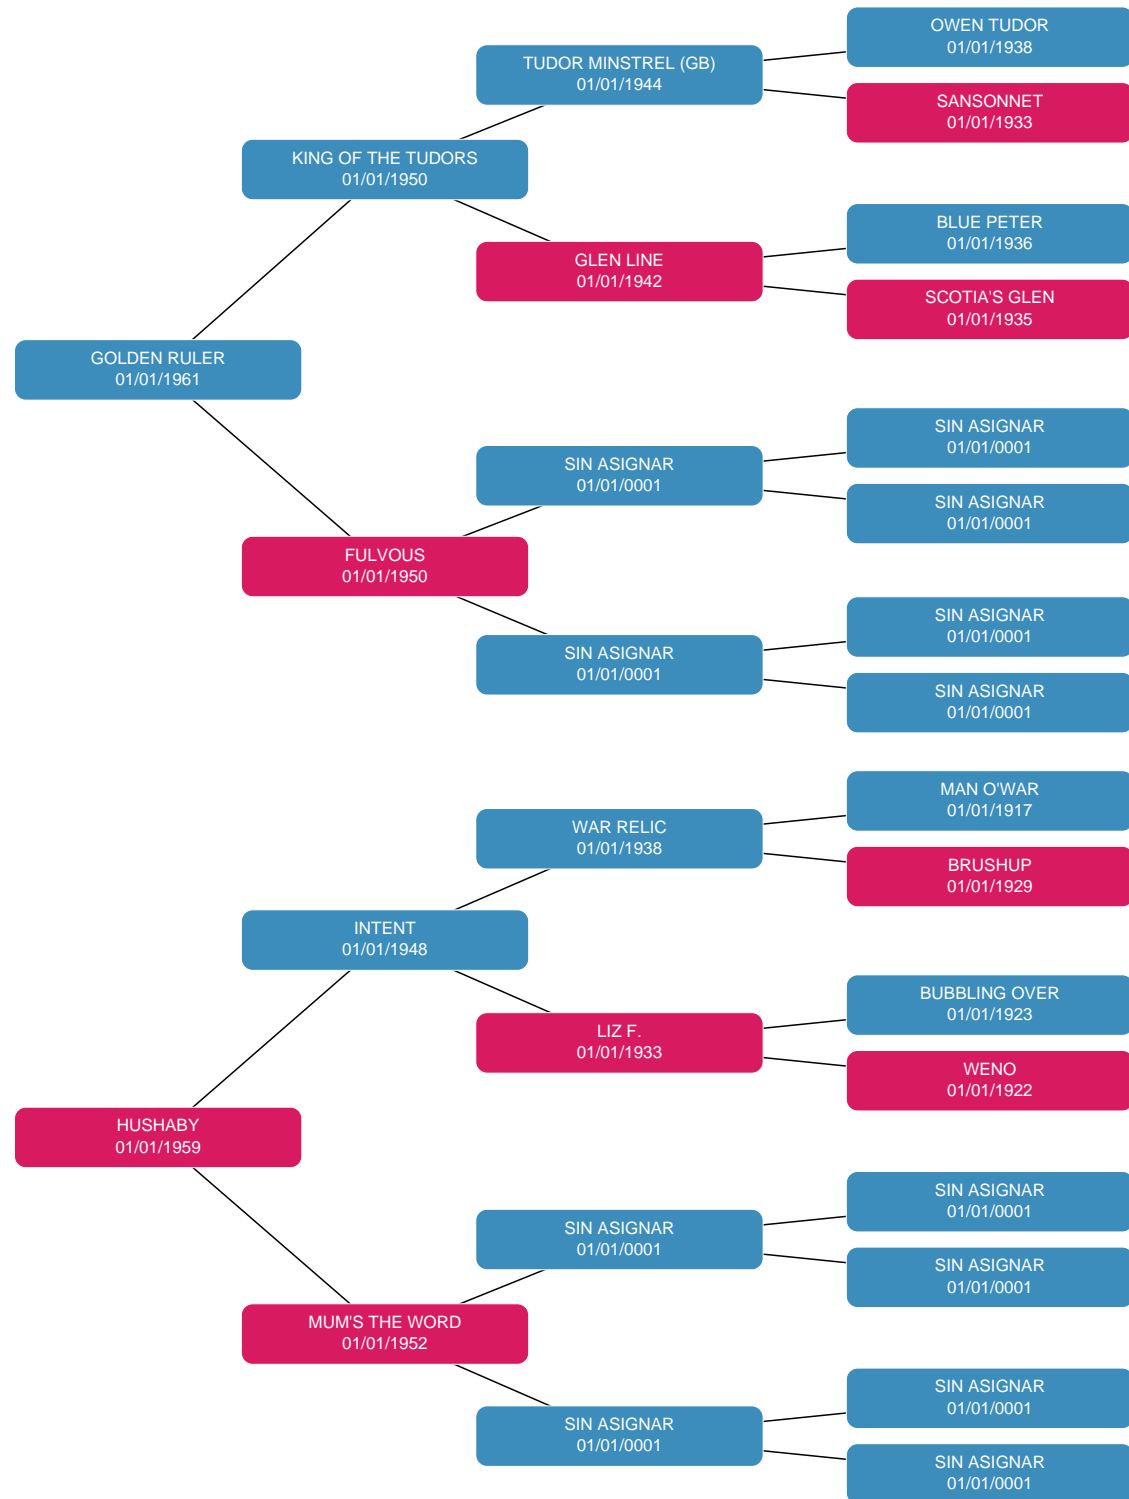 OWEN TUDOR
01/01/1938
TUDOR MINSTREL (GB)
01/01/1944
SANSONNET
01/01/1933
KING OF THE TUDORS
01/01/1950
BLUE PETER
01/01/1936
GLEN LINE
01/01/1942
SCOTIA'S GLEN
01/01/1935
GOLDEN RULER
01/01/1961
SIN ASIGNAR
01/01/0001
SIN ASIGNAR
01/01/0001
SIN ASIGNAR
01/01/0001
FULVOUS
01/01/1950
SIN ASIGNAR
01/01/0001
SIN ASIGNAR
01/01/0001
SIN ASIGNAR
01/01/0001
MAN O'WAR
01/01/1917
WAR RELIC
01/01/1938
BRUSHUP
01/01/1929
INTENT
01/01/1948
BUBBLING OVER
01/01/1923
LIZ F.
01/01/1933
WENO
01/01/1922
HUSHABY
01/01/1959
SIN ASIGNAR
01/01/0001
SIN ASIGNAR
01/01/0001
SIN ASIGNAR
01/01/0001
MUM'S THE WORD
01/01/1952
SIN ASIGNAR
01/01/0001
SIN ASIGNAR
01/01/0001
SIN ASIGNAR
01/01/0001